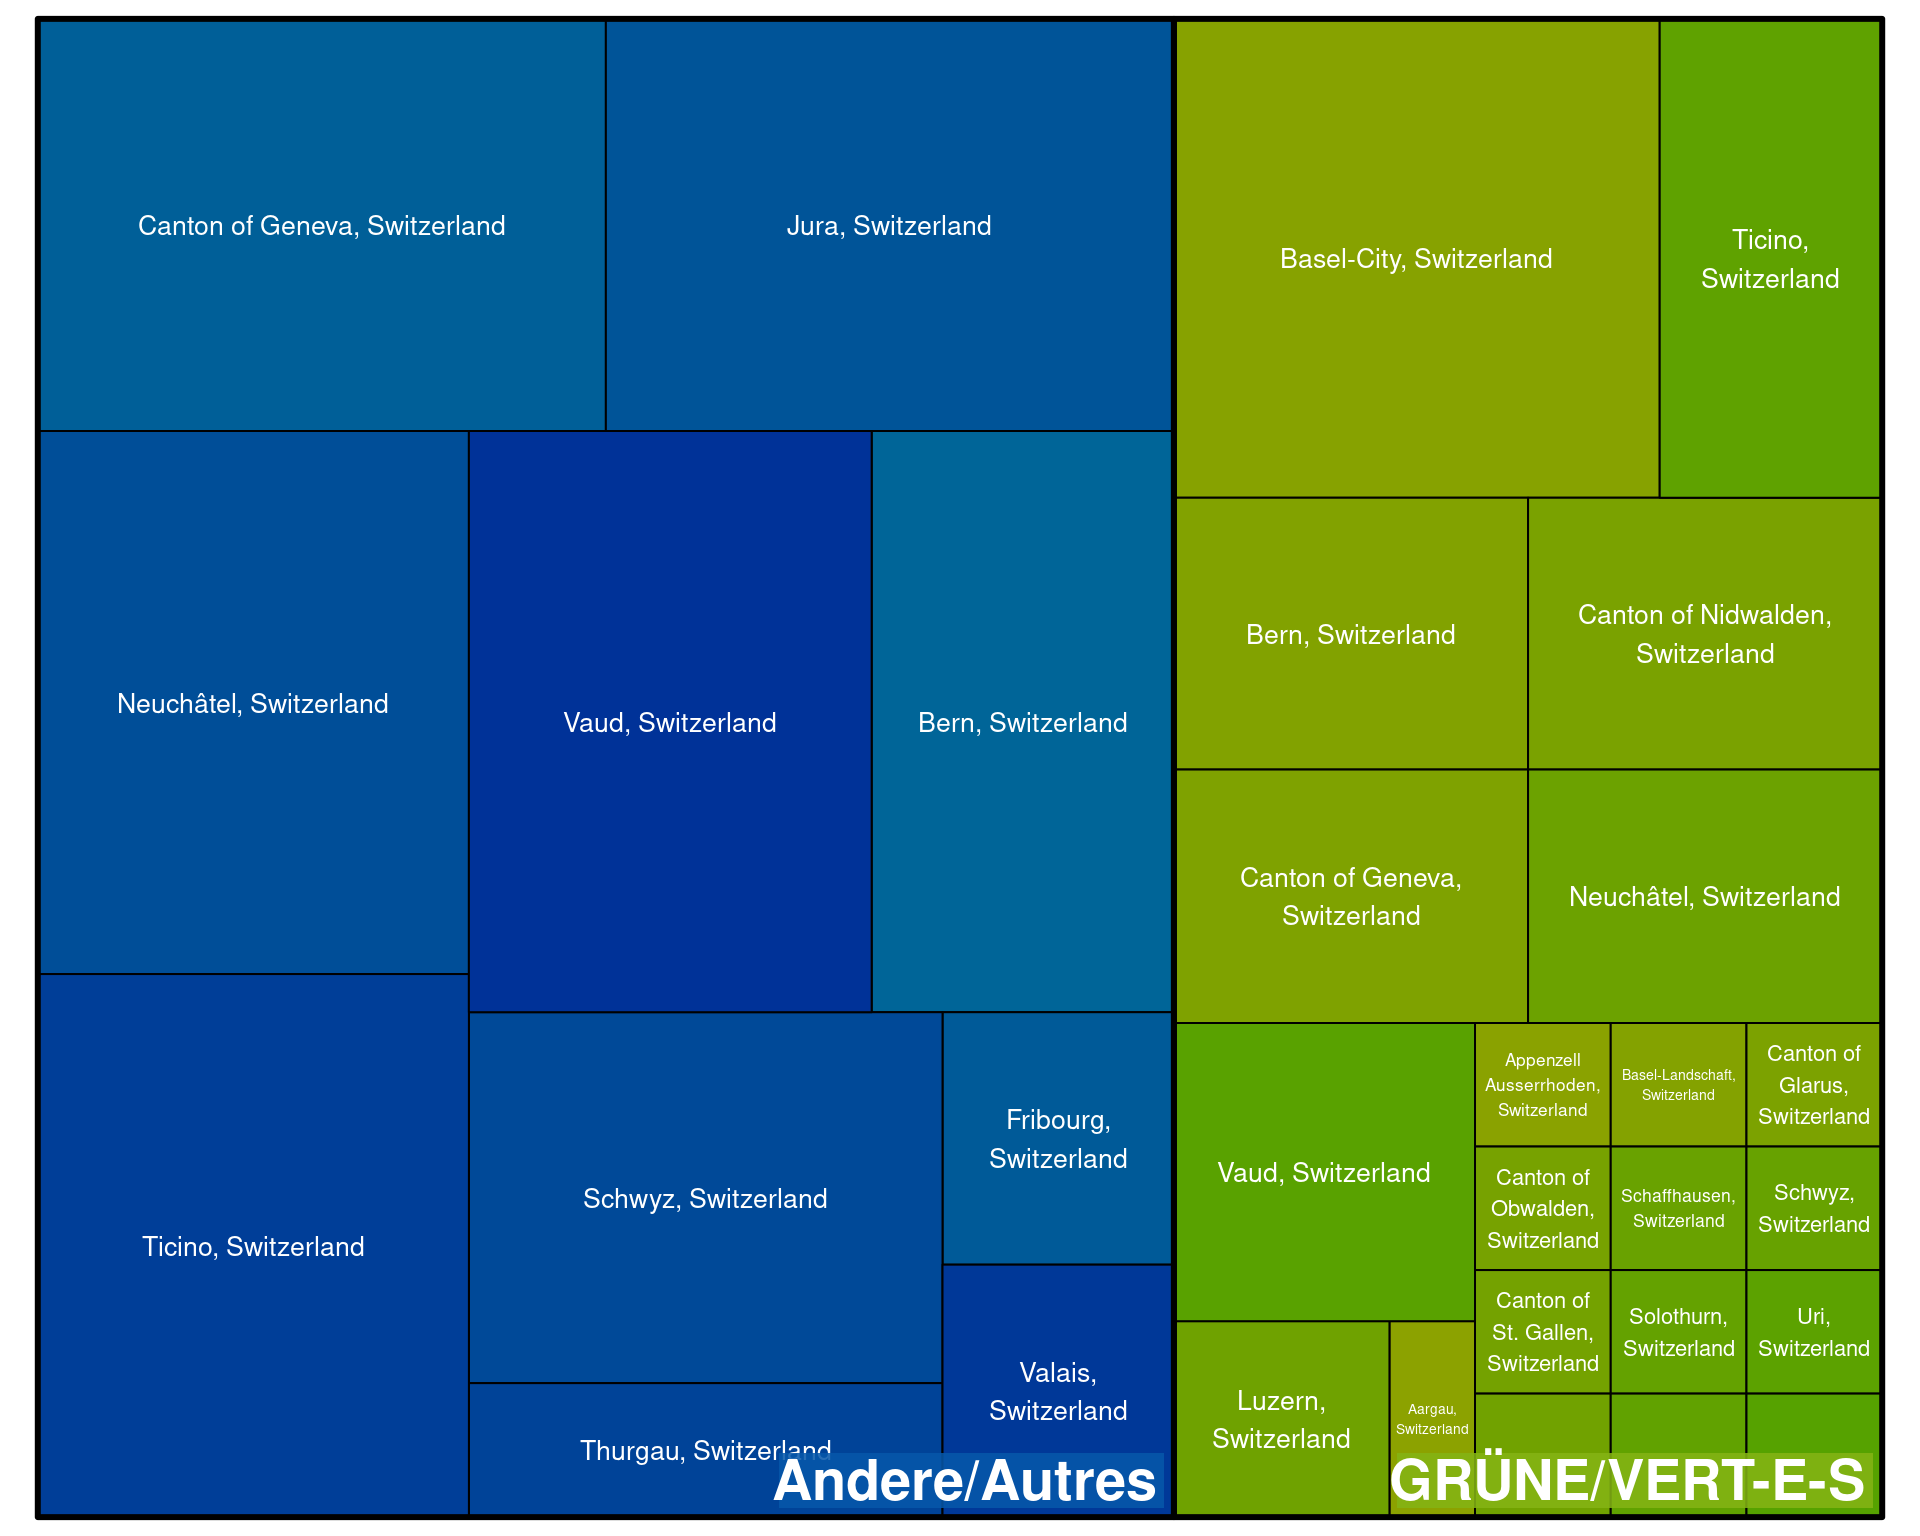 Canton of Geneva, Switzerland
Jura, Switzerland
Neuchâtel, Switzerland
Vaud, Switzerland
Bern, Switzerland
Ticino, Switzerland
Schwyz, Switzerland
Fribourg,
Switzerland
Valais,
Switzerland
Thurgau, Switzerland
Andere/Autres
Basel-City, Switzerland
Ticino,
Switzerland
Bern, Switzerland
Canton of Nidwalden,
Switzerland
Canton of Geneva,
Switzerland
Neuchâtel, Switzerland
Vaud, Switzerland
Appenzell
Ausserrhoden,
Switzerland
Basel-Landschaft,
Switzerland
Canton of
Glarus,
Switzerland
Canton of
Obwalden,
Switzerland
Schaffhausen,
Switzerland
Schwyz,
Switzerland
Canton of
St. Gallen,
Switzerland
Solothurn,
Switzerland
Uri,
Switzerland
Luzern,
Switzerland
Aargau,
Switzerland
GRÜNE/VERT-E-S